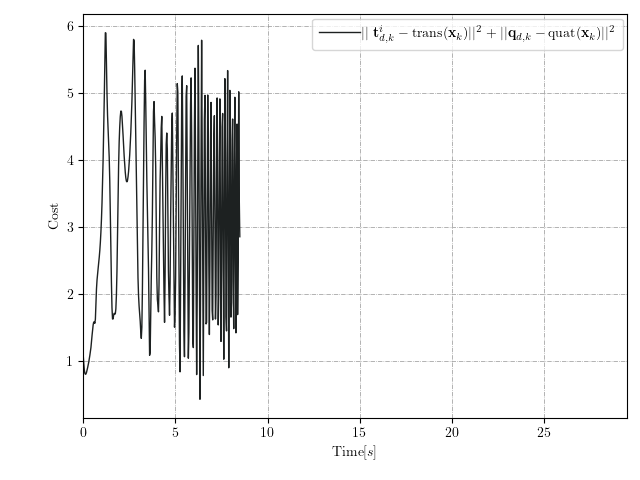 6
5
4
3
2
1
Cost
|| t^i_{d,k} − trans(x_k)||² + ||q_{d,k} − quat(x_k)||²
0 5 10 15 20 25
Time[s]